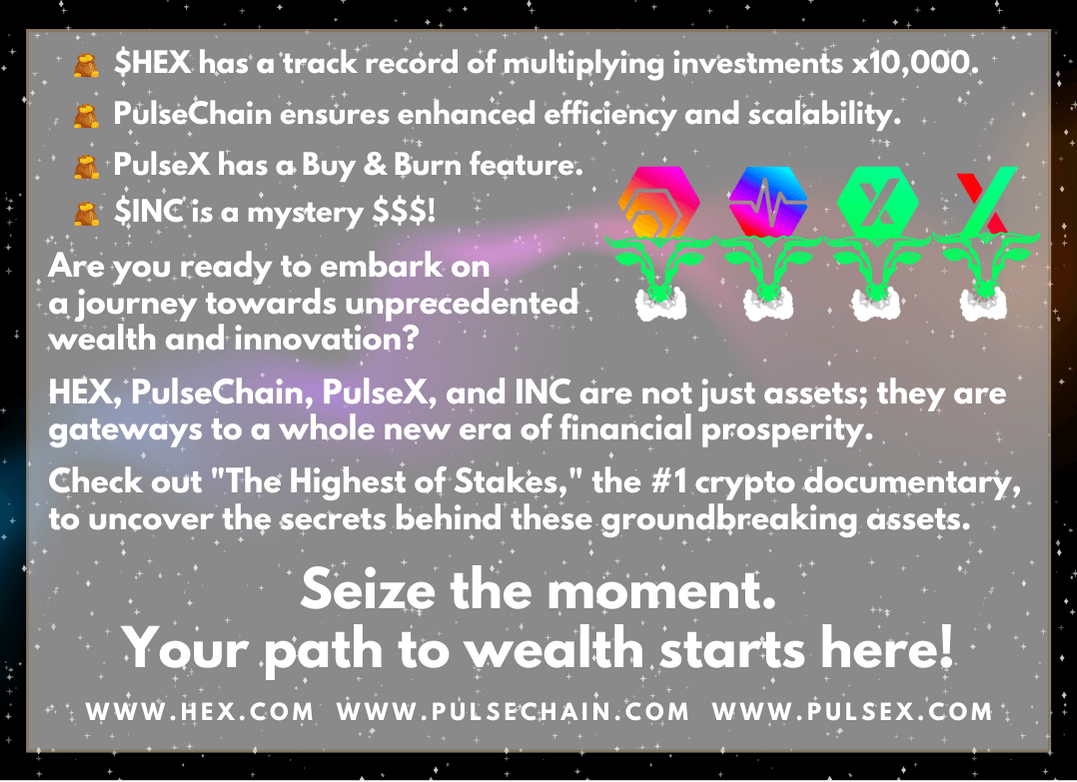 $HEX has a track record of multiplying investments x10,000.
PulseChain ensures enhanced efficiency and scalability.
PulseX has a Buy & Burn feature.
$INC is a mystery $$$!
Are you ready to embark on
a journey towards unprecedented
wealth and innovation?
HEX, PulseChain, PulseX, and INC are not just assets; they are
gateways to a whole new era of financial prosperity.
Check out "The Highest of Stakes," the #1 crypto documentary,
to uncover the secrets behind these groundbreaking assets.
Seize the moment.
Your path to wealth starts here!
WWW.HEX.COM WWW.PULSECHAIN.COM WWW.PULSEX.COM